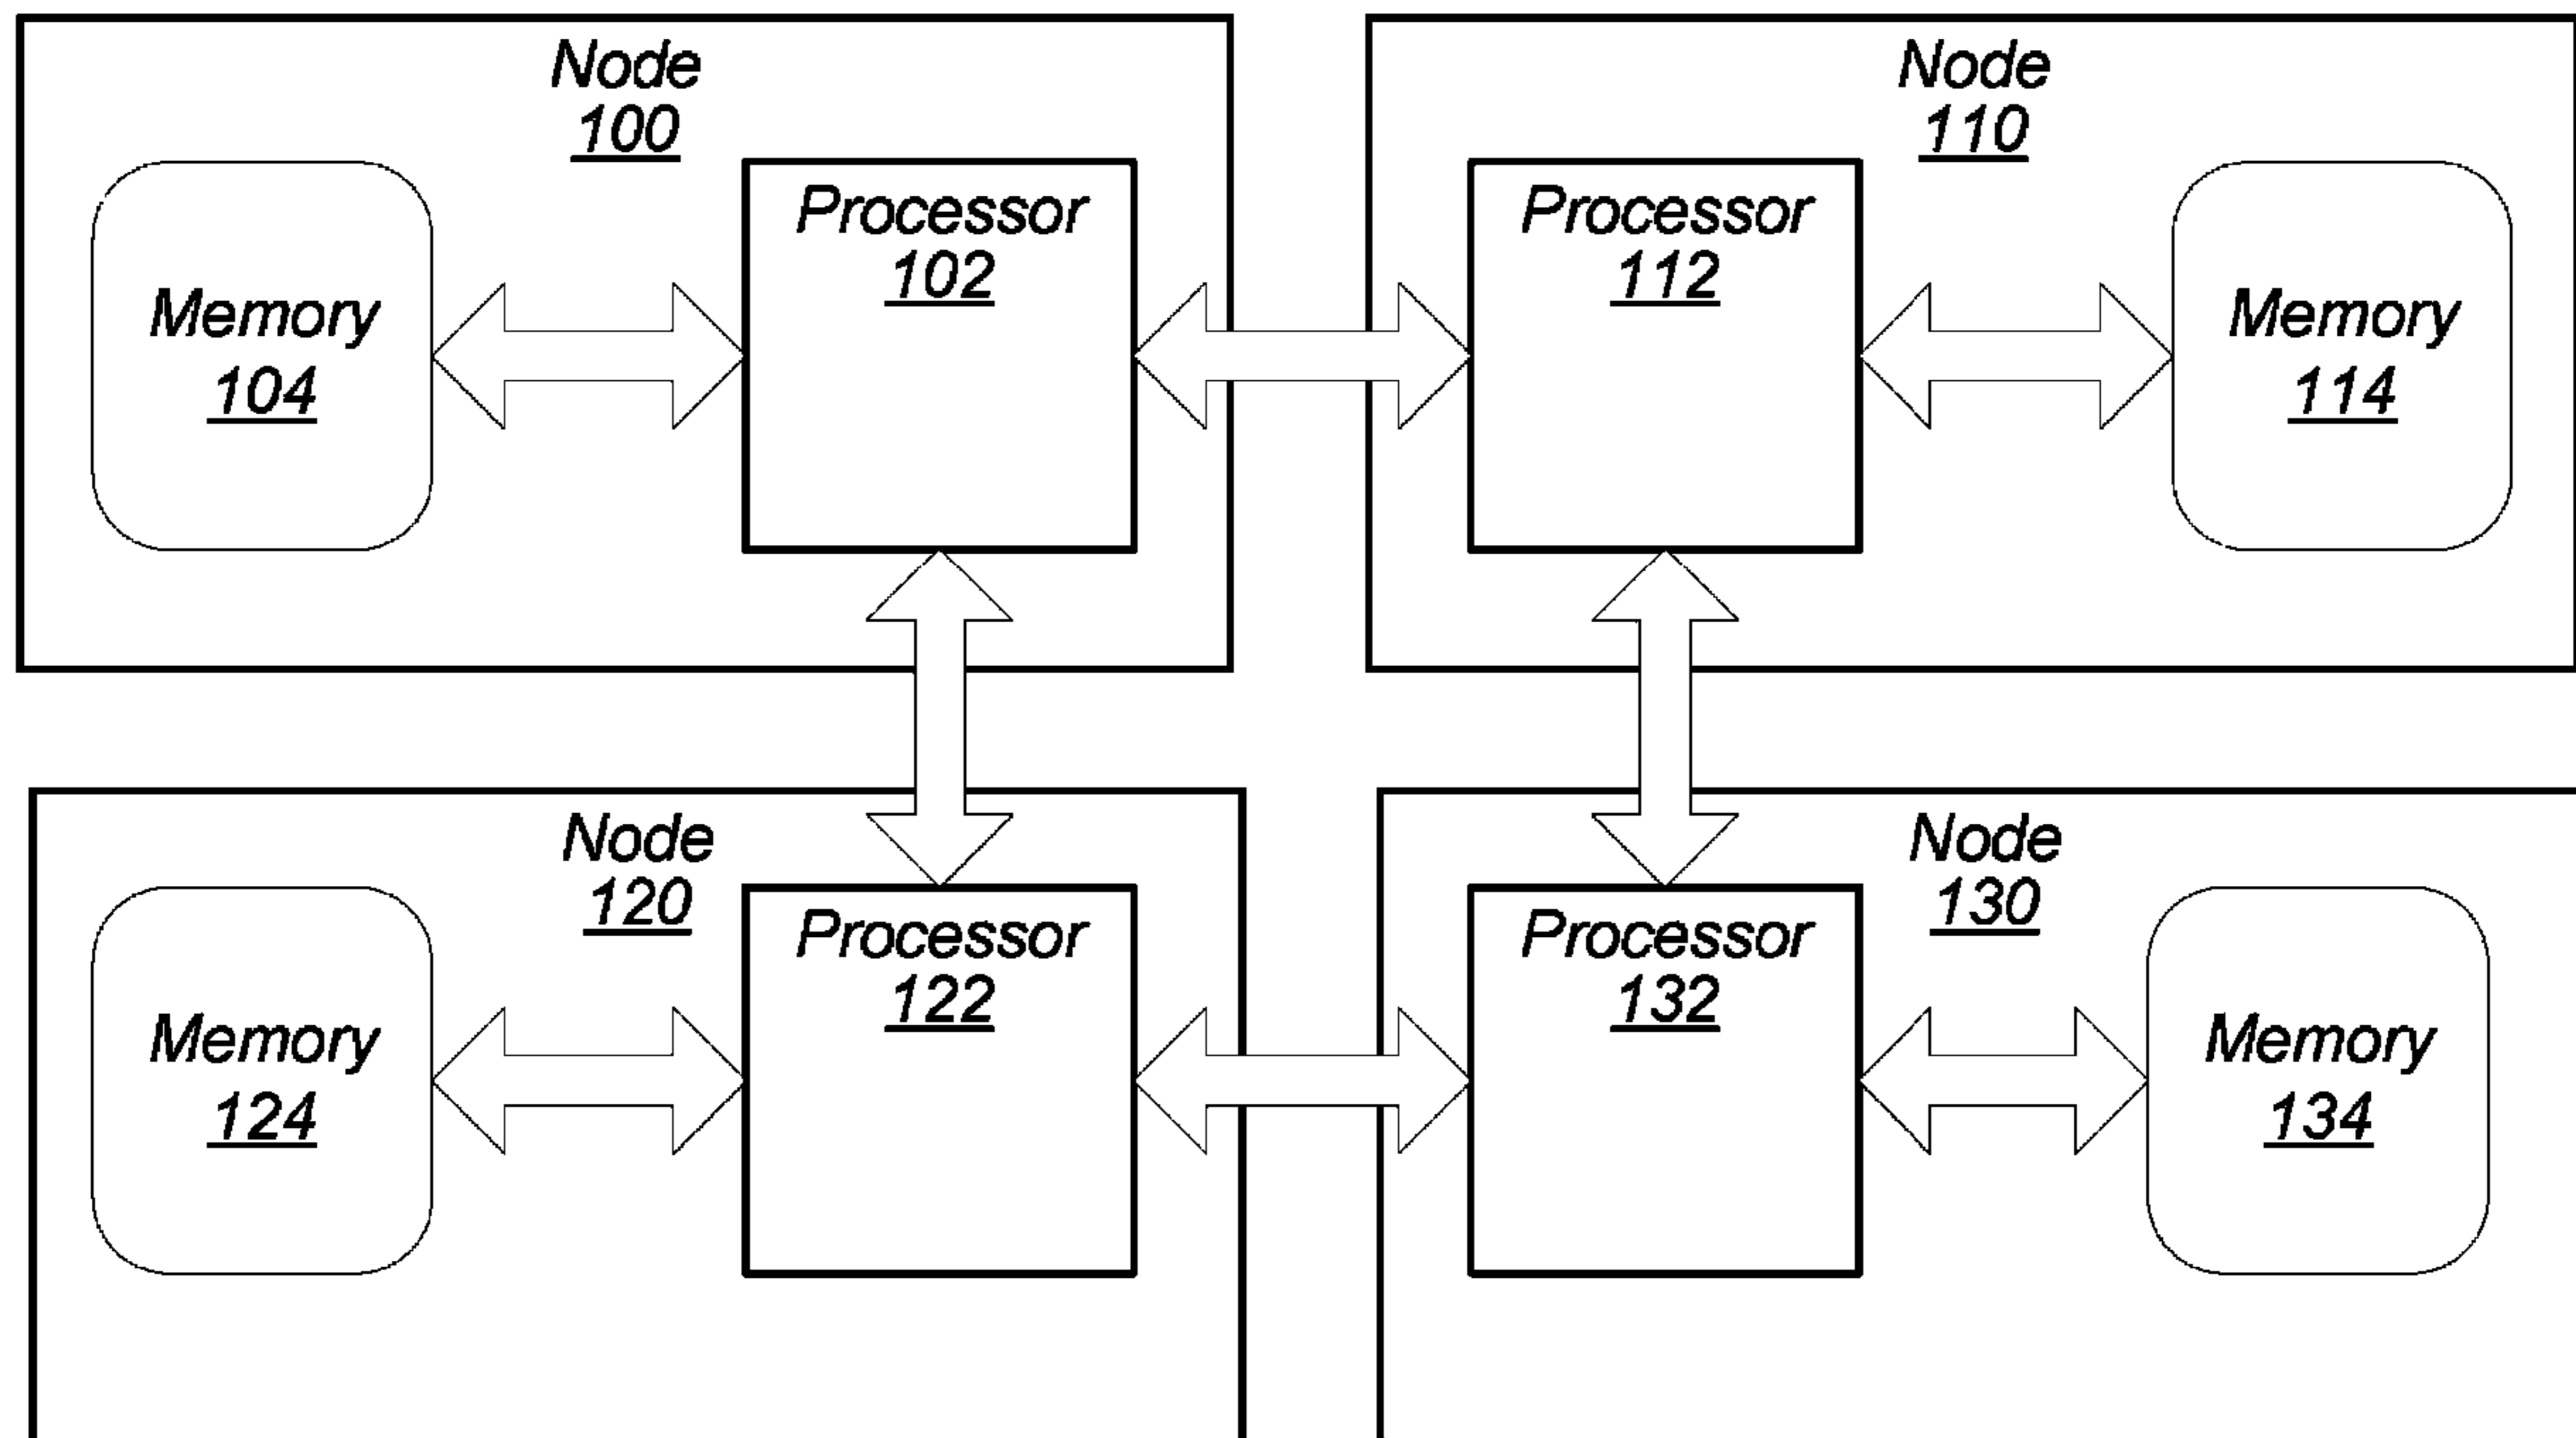 Node
100
Memory
104
Processor
102
Node
110
Processor
112
Memory
114
Node
120
Memory
124
Processor
122
Node
130
Processor
132
Memory
134